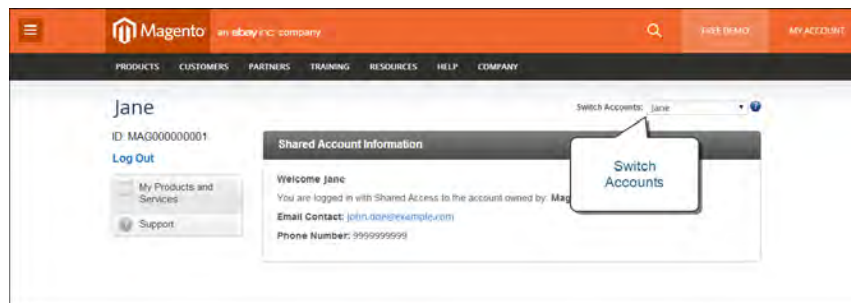 Magento an ebay inc company
FREE DEMO
MY ACCOUNT
PRODUCTS CUSTOMERS PARTNERS TRAINING RESOURCES HELP COMPANY
Jane
Switch Accounts: Jane
ID: MAG000000001
Log Out
Shared Account Information
Switch
Accounts
My Products and
Services
Support
Welcome Jane
You are logged in with Shared Access to the account owned by: Mag
Email Contact: john.doe@example.com
Phone Number: 9999999999